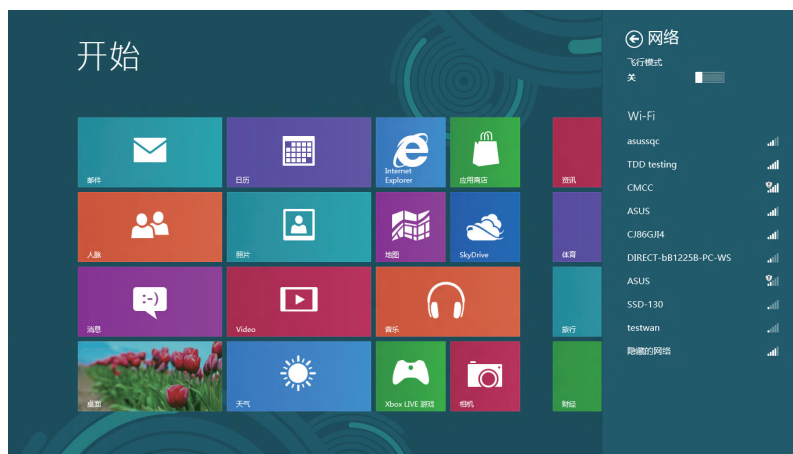 开始
邮件
日历
Internet
Explorer
应用商店
资讯
人脉
照片
地图
SkyDrive
体育
:-)
消息
Video
音乐
旅行
桌面
天气
Xbox LIVE 游戏
相机
财经
网络
飞行模式
关
Wi-Fi
asussqc
TDD testing
CMCC
ASUS
CJ86GJI4
DIRECT-bB1225B-PC-WS
ASUS
SSD-130
testwan
隐藏的网络